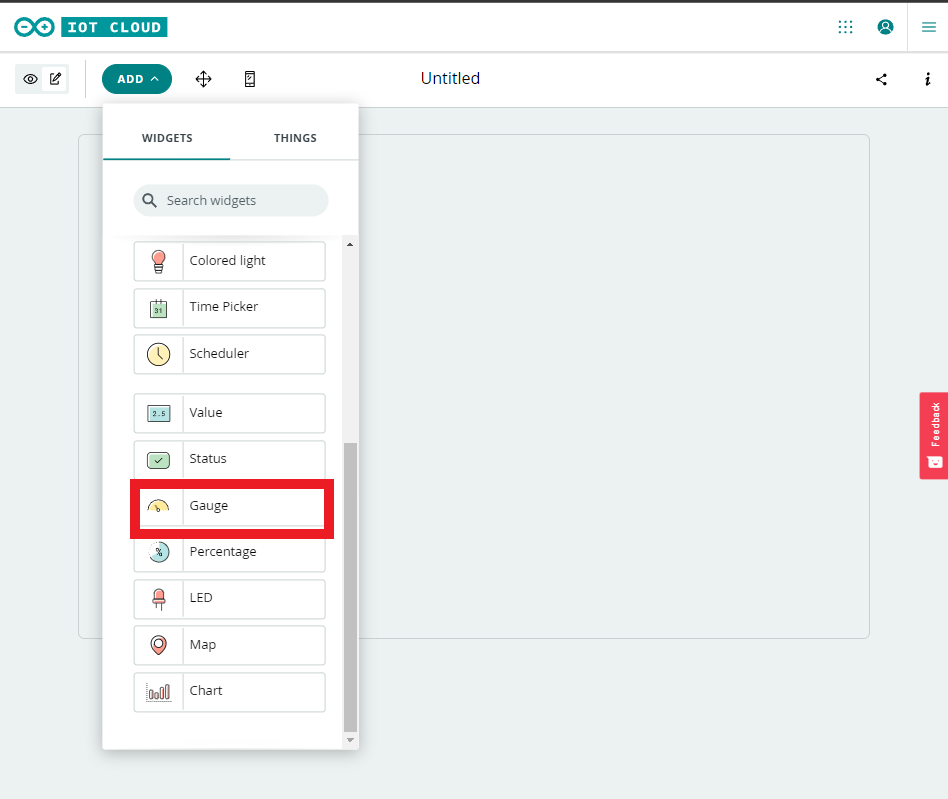 IOT CLOUD
ADD
Untitled
WIDGETS
THINGS
Search widgets
Colored light
31
Time Picker
Scheduler
2.5
Value
Status
Gauge
%
Percentage
LED
Map
Chart
Feedback